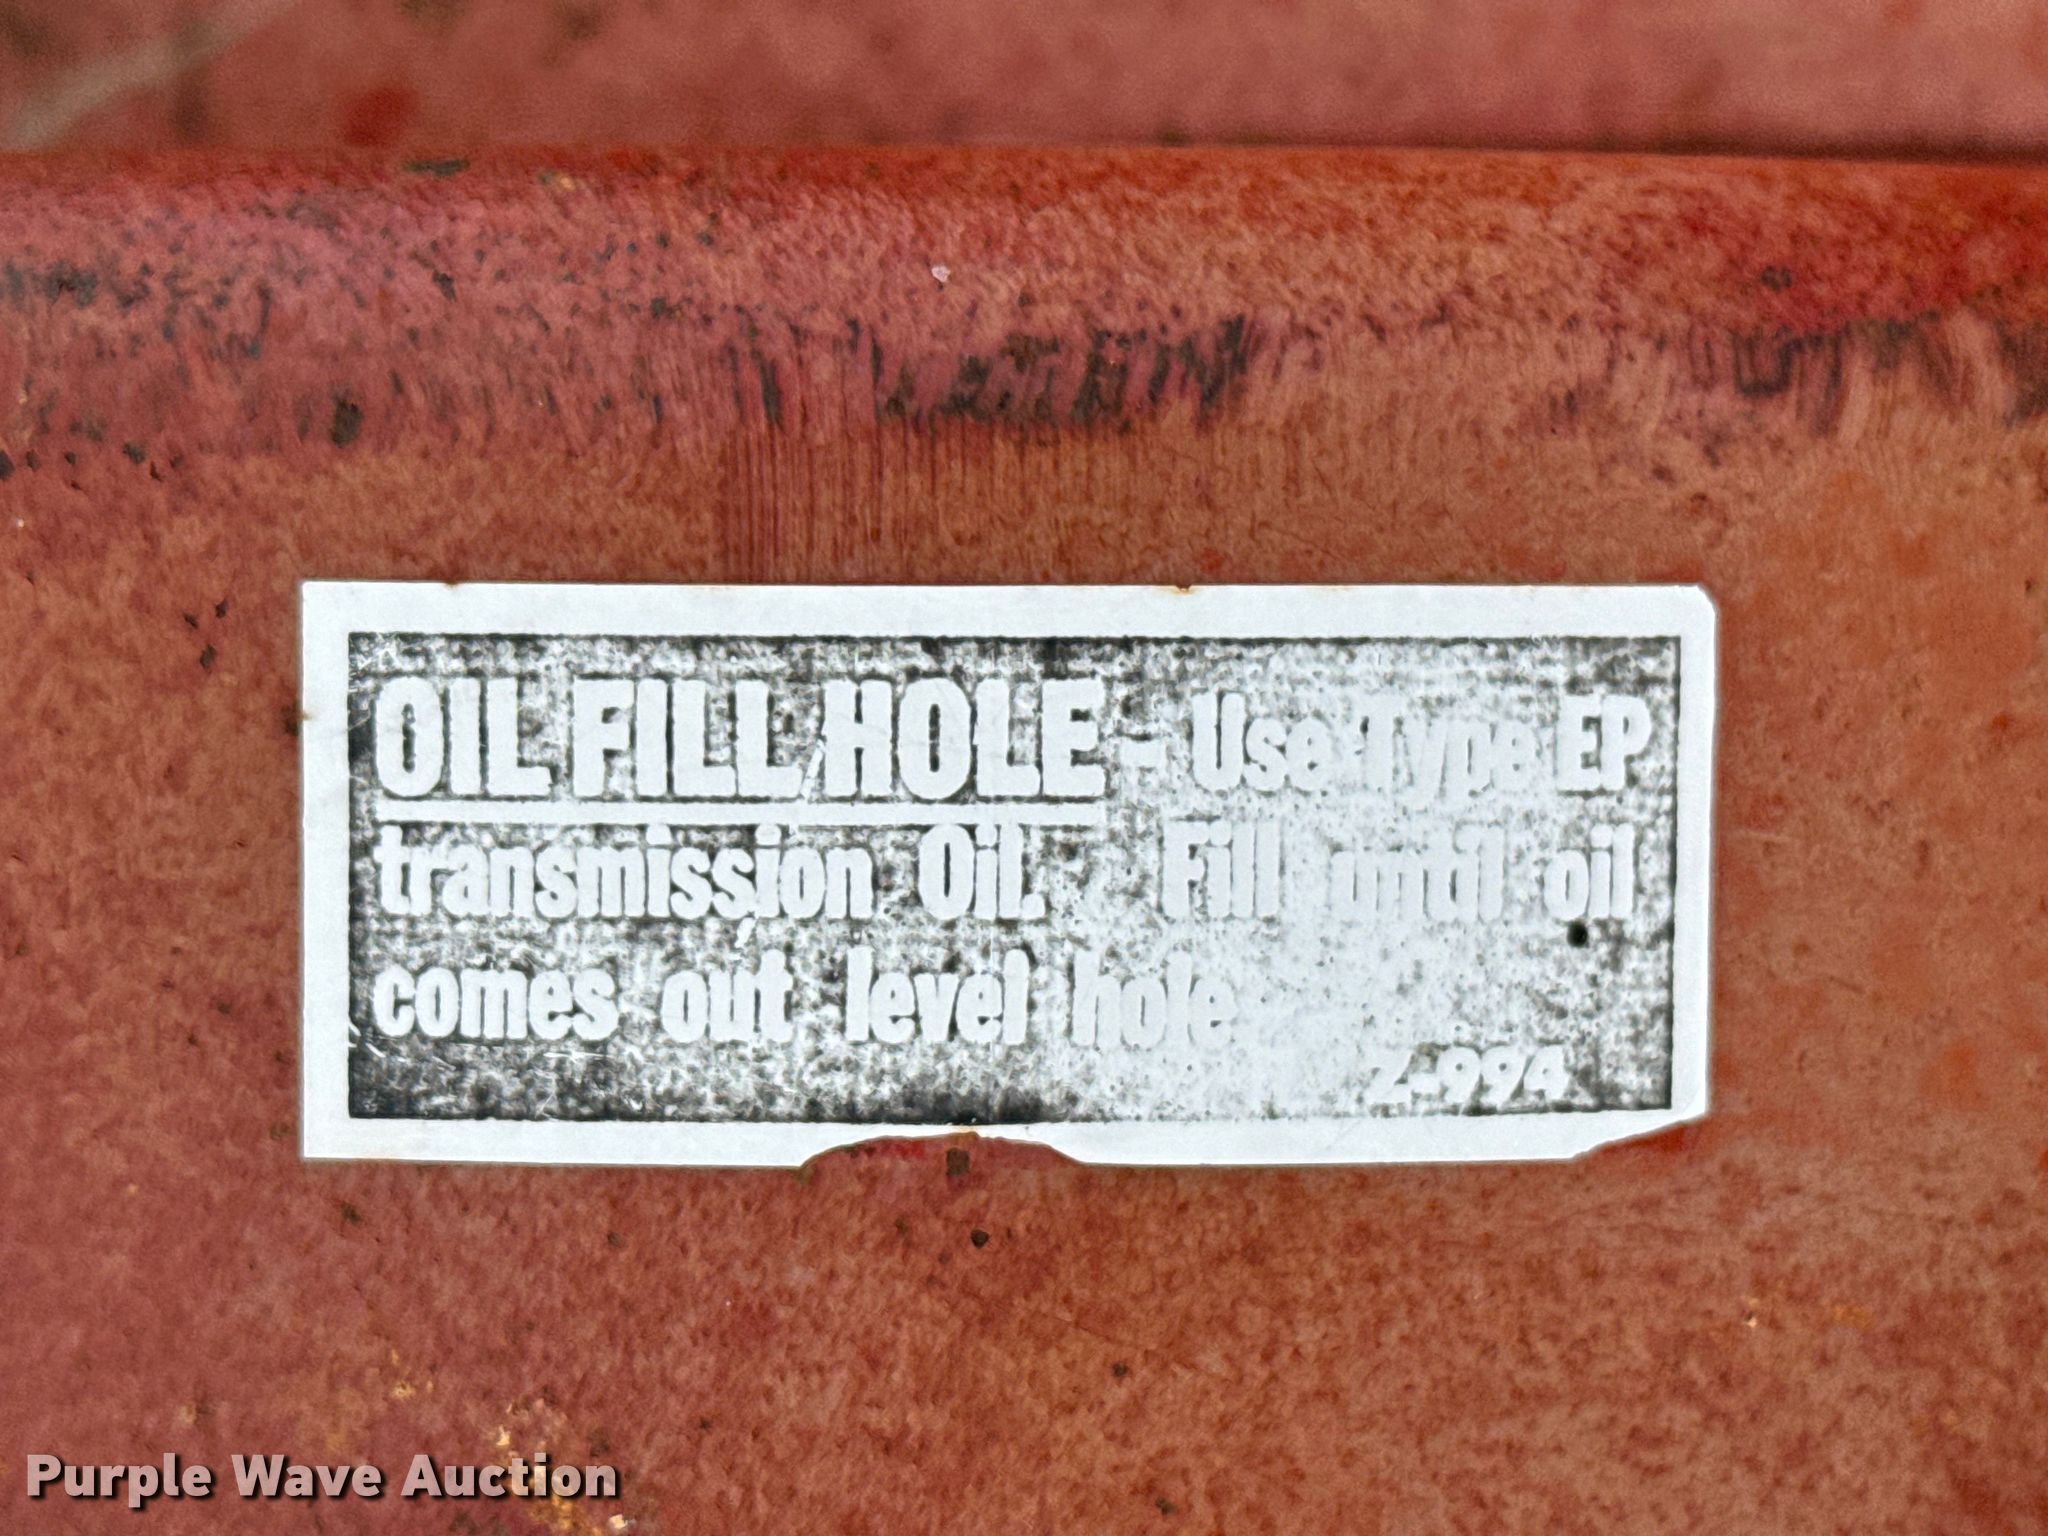 OIL FILL HOLE - Use Type EP
transmission Oil. Fill until oil
comes out level hole
Z-994
Purple Wave Auction